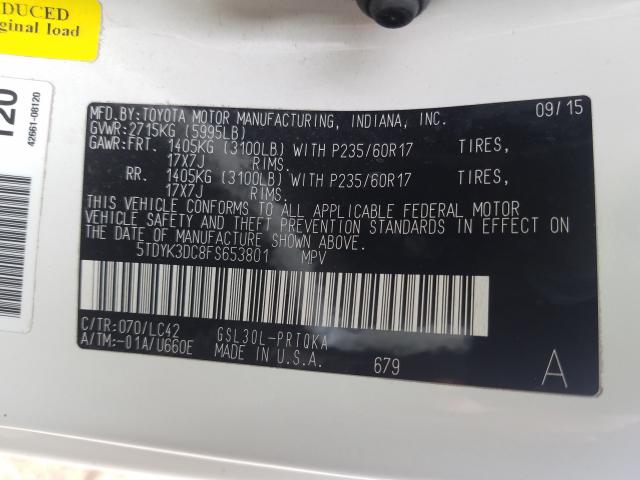 DUCED
ginal load
120
42661-08120
MFD. BY: TOYOTA MOTOR MANUFACTURING, INDIANA, INC. 09/15
GVWR: 2715KG (5995LB)
GAWR: FRT. 1405KG (3100LB) WITH P235/60R17 TIRES,
17X7J RIMS.
RR. 1405KG (3100LB) WITH P235/60R17 TIRES,
17X7J RIMS.
THIS VEHICLE CONFORMS TO ALL APPLICABLE FEDERAL MOTOR
VEHICLE SAFETY AND THEFT PREVENTION STANDARDS IN EFFECT ON
THE DATE OF MANUFACTURE SHOWN ABOVE.
5TDYK3DC8FS653801 MPV
C/TR: 070/LC42 GSL30L-PRTQKA
A/TM: -01A/U660E MADE IN U.S.A. 679 A